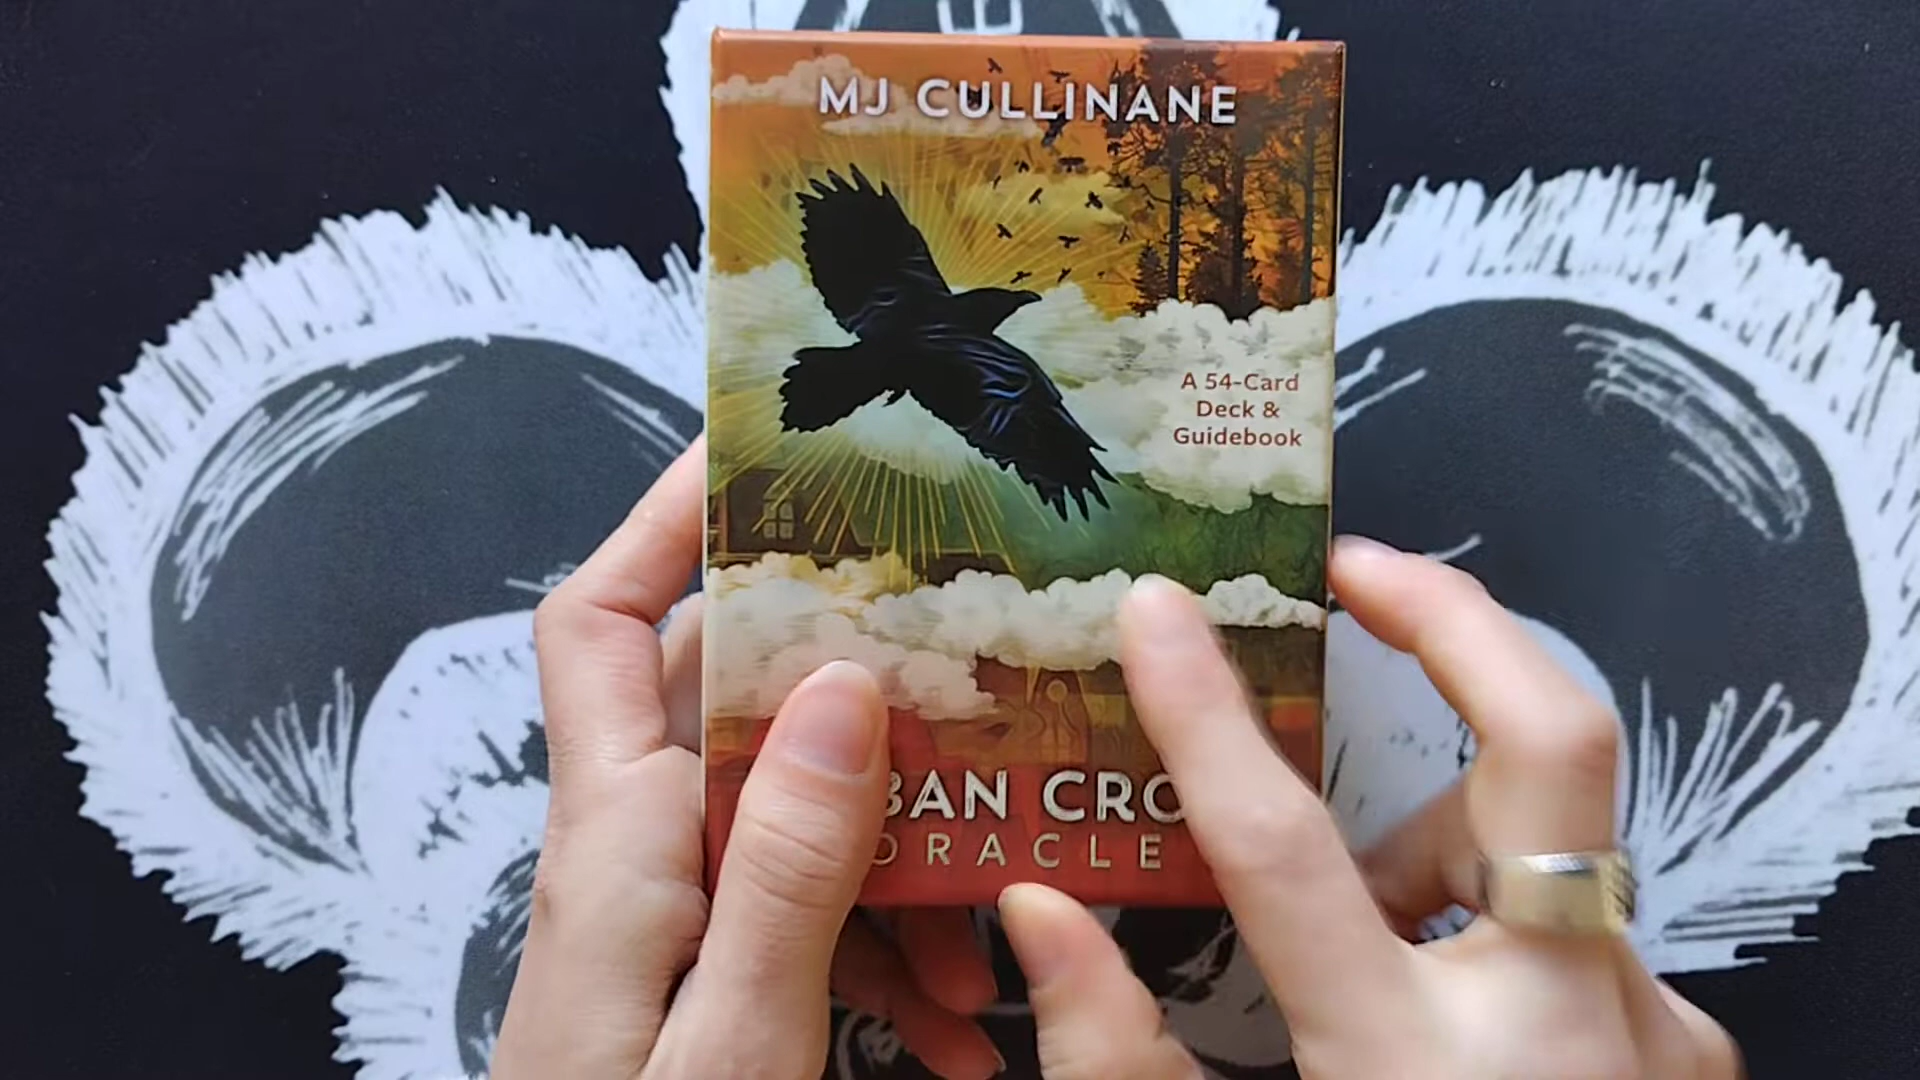 MJ CULLINANE
A 54-Card
Deck &
Guidebook
BAN CRO
ORACLE